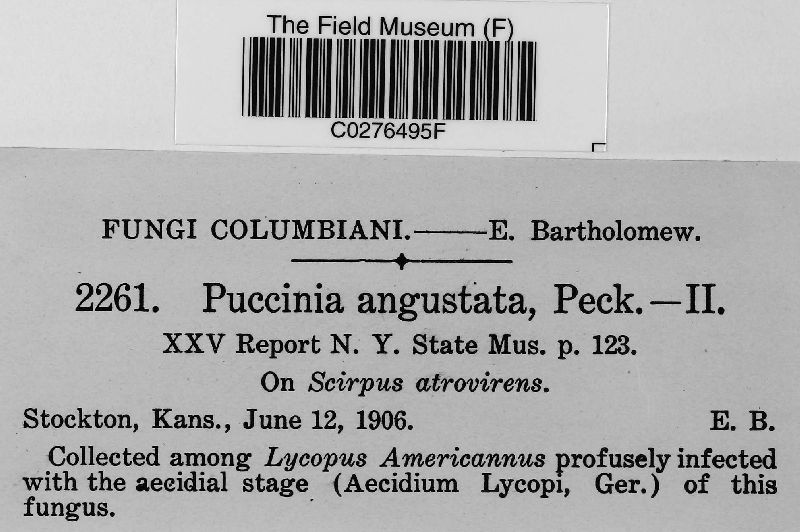 The Field Museum (F)
C0276495F
FUNGI COLUMBIANI.——E. Bartholomew.
2261. Puccinia angustata, Peck.—II.
XXV Report N. Y. State Mus. p. 123.
On Scirpus atrovirens.
Stockton, Kans., June 12, 1906. E. B.
Collected among Lycopus Americannus profusely infected
with the aecidial stage (Aecidium Lycopi, Ger.) of this
fungus.